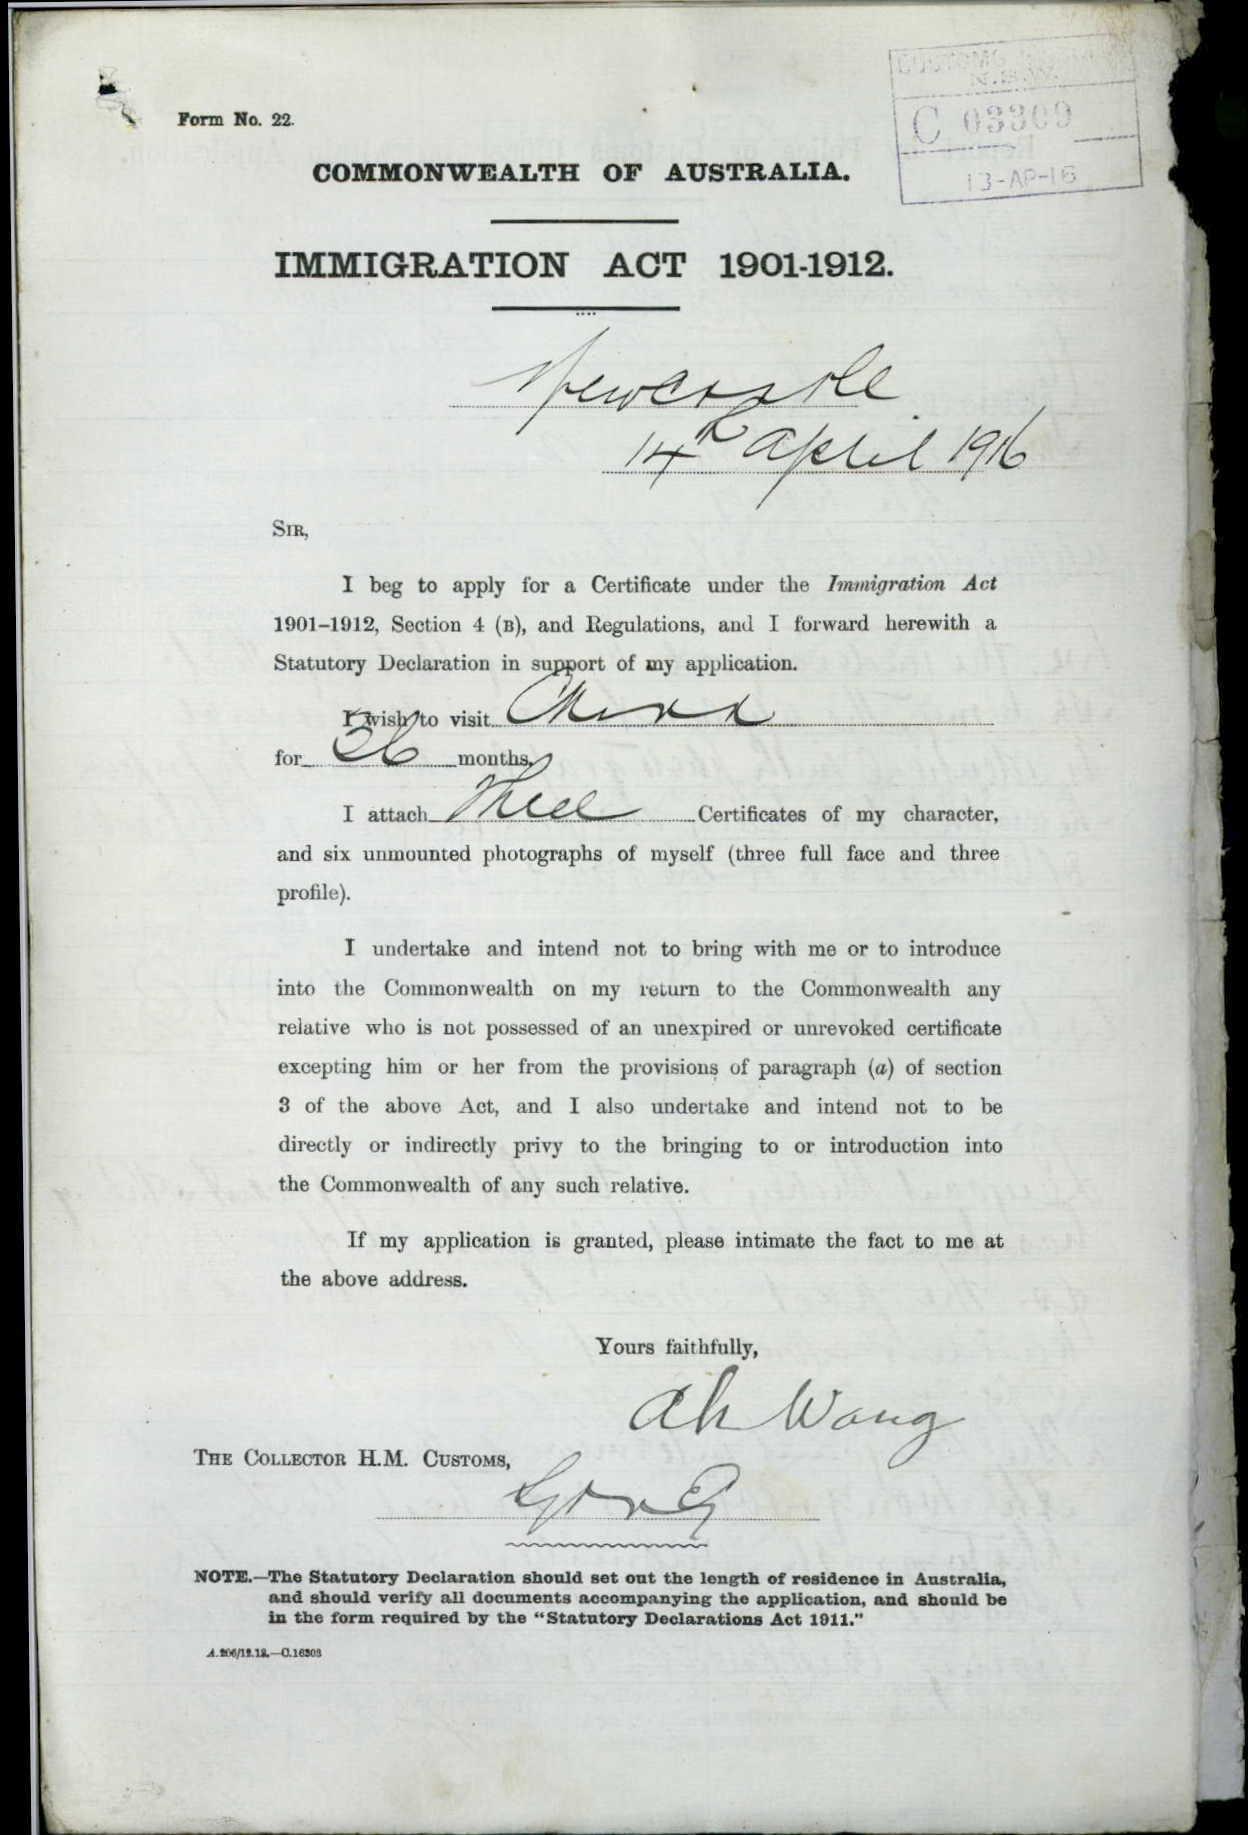 Form No. 22.
CUSTOMS
N.S.W.
C 03309
13-AP-16
COMMONWEALTH OF AUSTRALIA.
IMMIGRATION ACT 1901-1912.
Newcastle
14th April 1916
SIR,
I beg to apply for a Certificate under the Immigration Act
1901–1912, Section 4 (B), and Regulations, and I forward herewith a
Statutory Declaration in support of my application.
I wish to visit China
for 36 months.
I attach Three Certificates of my character,
and six unmounted photographs of myself (three full face and three
profile).
I undertake and intend not to bring with me or to introduce
into the Commonwealth on my return to the Commonwealth any
relative who is not possessed of an unexpired or unrevoked certificate
excepting him or her from the provisions of paragraph (a) of section
3 of the above Act, and I also undertake and intend not to be
directly or indirectly privy to the bringing to or introduction into
the Commonwealth of any such relative.
If my application is granted, please intimate the fact to me at
the above address.
Yours faithfully,
Ah Wong
THE COLLECTOR H.M. CUSTOMS,
NOTE.—The Statutory Declaration should set out the length of residence in Australia,
and should verify all documents accompanying the application, and should be
in the form required by the "Statutory Declarations Act 1911."
A.206/12.12.—C.16303